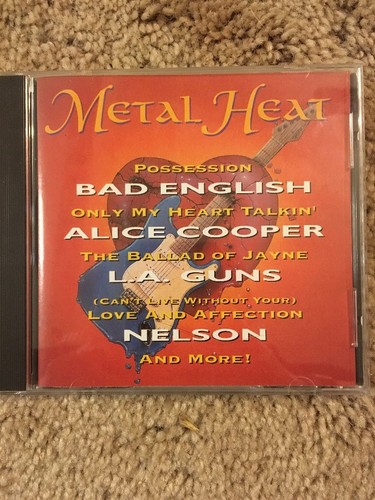 Metal Heat
Possession
BAD ENGLISH
Only My Heart Talkin'
ALICE COOPER
The Ballad of Jayne
L.A. GUNS
(Can't Live Without Your)
Love And Affection
NELSON
And More!